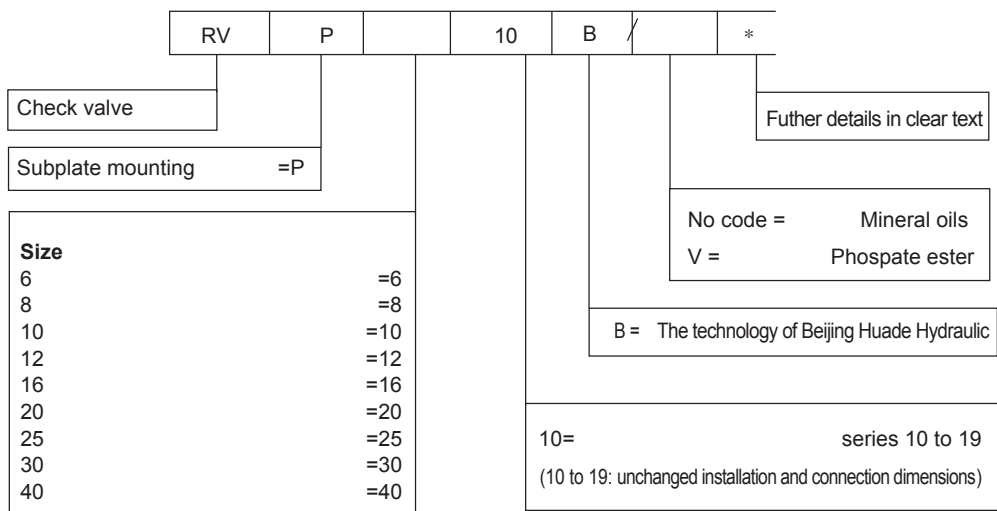 RV P 10 B / *
Check valve
Futher details in clear text
Subplate mounting =P
No code = Mineral oils
V = Phospate ester
Size
6 =6
8 =8
10 =10
12 =12
16 =16
20 =20
25 =25
30 =30
40 =40
B = The technology of Beijing Huade Hydraulic
10= series 10 to 19
(10 to 19: unchanged installation and connection dimensions)